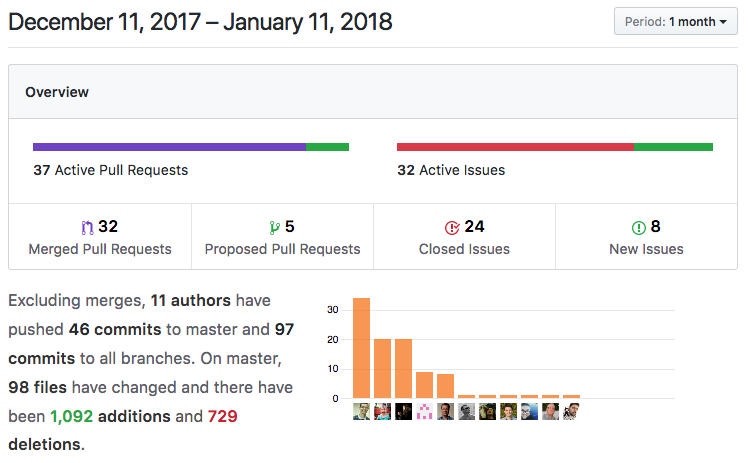 December 11, 2017 – January 11, 2018
Period: 1 month
Overview
37 Active Pull Requests
32 Active Issues
32
Merged Pull Requests
5
Proposed Pull Requests
24
Closed Issues
8
New Issues
Excluding merges, 11 authors have
pushed 46 commits to master and 97
commits to all branches. On master,
98 files have changed and there have
been 1,092 additions and 729
deletions.
30
20
10
0